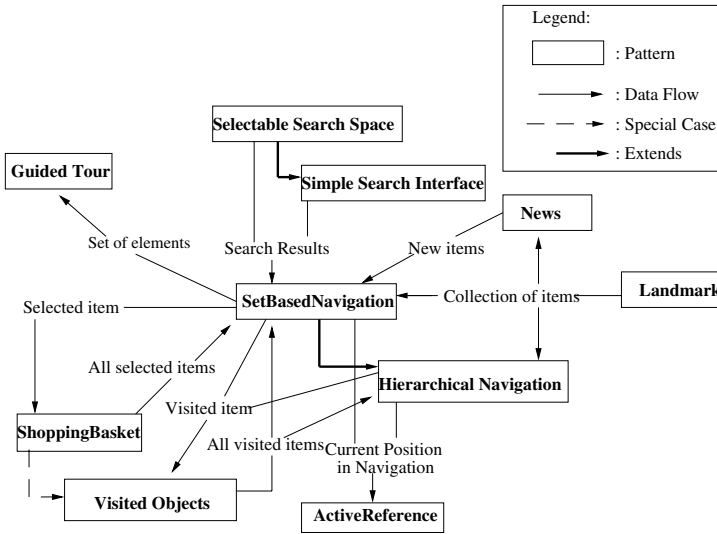 Legend:
: Pattern
: Data Flow
: Special Case
: Extends
Selectable Search Space
Guided Tour
Simple Search Interface
News
Set of elements
Search Results
New items
Selected item
SetBasedNavigation
Collection of items
Landmark
All selected items
Hierarchical Navigation
Visited item
ShoppingBasket
All visited items
Current Position
in Navigation
Visited Objects
ActiveReference